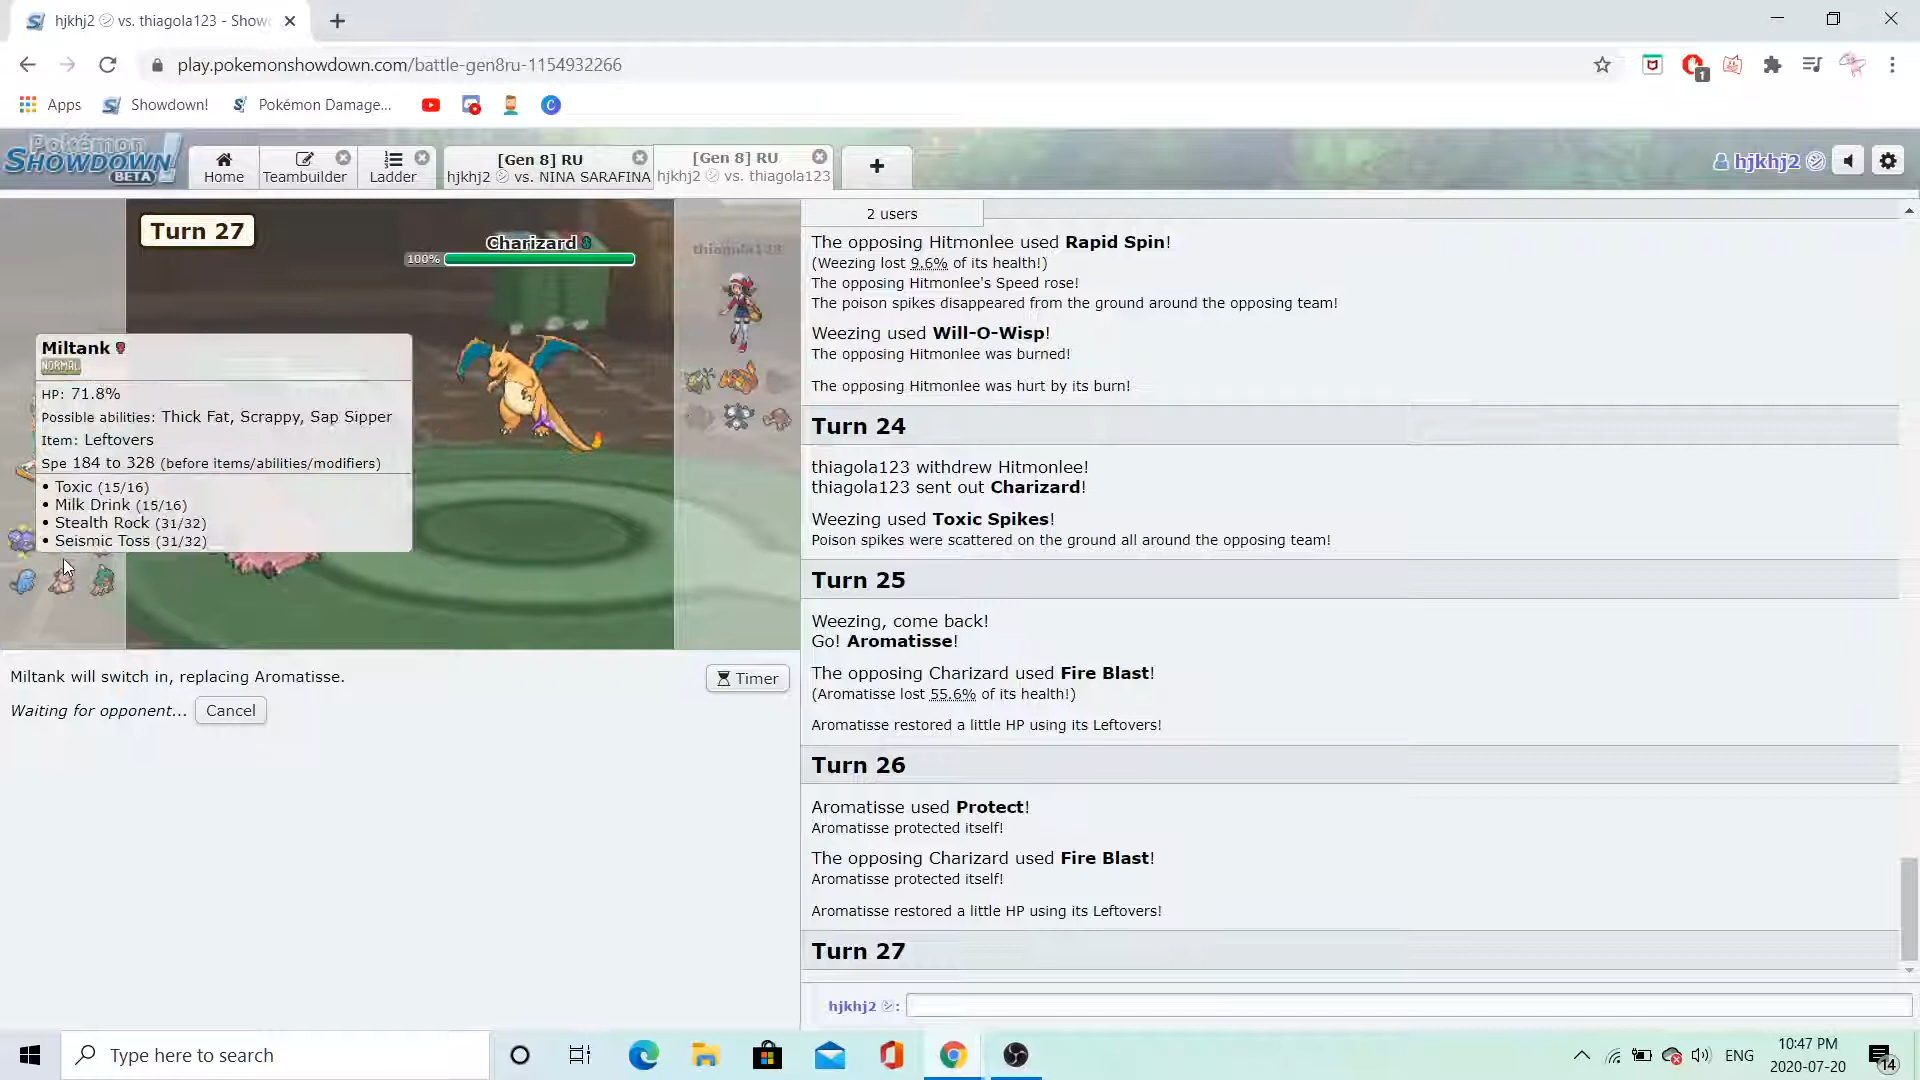 hjkhj2 vs. thiagola123 - Show
play.pokemonshowdown.com/battle-gen8ru-1154932266
1
Apps
Showdown!
Pokémon Damage...
Pokémon
SHOWDOWN!
BETA
Home
Teambuilder
Ladder
[Gen 8] RU
hjkhj2 vs. NINA SARAFINA
[Gen 8] RU
hjkhj2 vs. thiagola123
hjkhj2
Turn 27
Charizard
100%
thiagola123
Miltank
NORMAL
HP: 71.8%
Possible abilities: Thick Fat, Scrappy, Sap Sipper
Item: Leftovers
Spe 184 to 328 (before items/abilities/modifiers)
• Toxic (15/16)
• Milk Drink (15/16)
• Stealth Rock (31/32)
• Seismic Toss (31/32)
Miltank will switch in, replacing Aromatisse.
Timer
Waiting for opponent...
Cancel
2 users
The opposing Hitmonlee used Rapid Spin!
(Weezing lost 9.6% of its health!)
The opposing Hitmonlee's Speed rose!
The poison spikes disappeared from the ground around the opposing team!
Weezing used Will-O-Wisp!
The opposing Hitmonlee was burned!
The opposing Hitmonlee was hurt by its burn!
Turn 24
thiagola123 withdrew Hitmonlee!
thiagola123 sent out Charizard!
Weezing used Toxic Spikes!
Poison spikes were scattered on the ground all around the opposing team!
Turn 25
Weezing, come back!
Go! Aromatisse!
The opposing Charizard used Fire Blast!
(Aromatisse lost 55.6% of its health!)
Aromatisse restored a little HP using its Leftovers!
Turn 26
Aromatisse used Protect!
Aromatisse protected itself!
The opposing Charizard used Fire Blast!
Aromatisse protected itself!
Aromatisse restored a little HP using its Leftovers!
Turn 27
hjkhj2 :
Type here to search
ENG
10:47 PM
2020-07-20
14